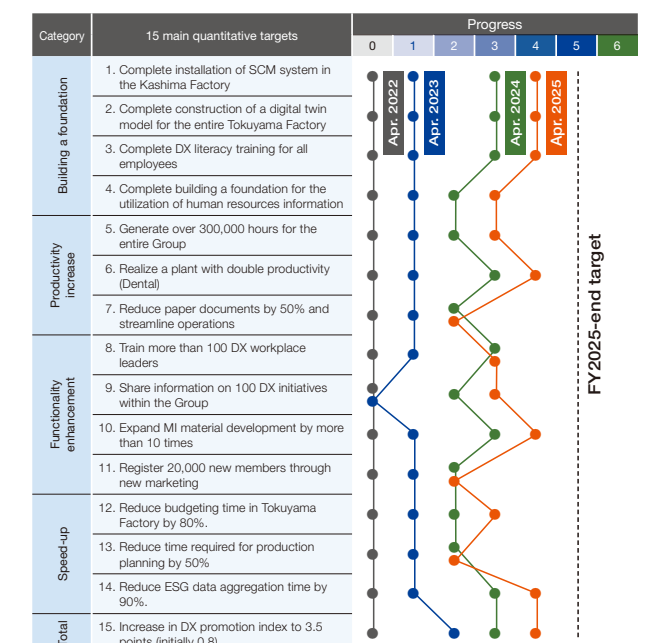 Category
15 main quantitative targets
Progress
0
1
2
3
4
5
6
Building a foundation
1. Complete installation of SCM system in
the Kashima Factory
2. Complete construction of a digital twin
model for the entire Tokuyama Factory
3. Complete DX literacy training for all
employees
4. Complete building a foundation for the
utilization of human resources information
Productivity
increase
5. Generate over 300,000 hours for the
entire Group
6. Realize a plant with double productivity
(Dental)
7. Reduce paper documents by 50% and
streamline operations
Functionality
enhancement
8. Train more than 100 DX workplace
leaders
9. Share information on 100 DX initiatives
within the Group
10. Expand MI material development by more
than 10 times
11. Register 20,000 new members through
new marketing
Speed-up
12. Reduce budgeting time in Tokuyama
Factory by 80%.
13. Reduce time required for production
planning by 50%
14. Reduce ESG data aggregation time by
90%.
Total
15. Increase in DX promotion index to 3.5
points (initially 0.8)
Apr. 2022
Apr. 2023
Apr. 2024
Apr. 2025
FY2025-end target